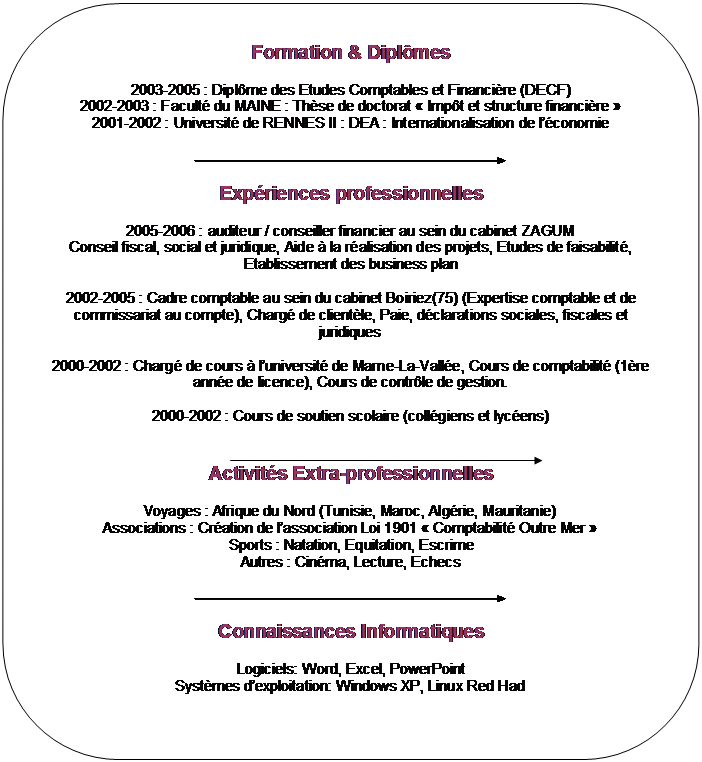 Formation & Diplômes
2003-2005 : Diplôme des Etudes Comptables et Financière (DECF)
2002-2003 : Faculté du MAINE : Thèse de doctorat « Impôt et structure financière »
2001-2002 : Université de RENNES II : DEA : Internationalisation de l'économie
Expériences professionnelles
2005-2006 : auditeur / conseiller financier au sein du cabinet ZAGUM
Conseil fiscal, social et juridique, Aide à la réalisation des projets, Etudes de faisabilité,
Etablissement des business plan
2002-2005 : Cadre comptable au sein du cabinet Boiriez(75) (Expertise comptable et de
commissariat au compte), Chargé de clientèle, Paie, déclarations sociales, fiscales et
juridiques
2000-2002 : Chargé de cours à l'université de Marne-La-Vallée, Cours de comptabilité (1ère
année de licence), Cours de contrôle de gestion.
2000-2002 : Cours de soutien scolaire (collégiens et lycéens)
Activités Extra-professionnelles
Voyages : Afrique du Nord (Tunisie, Maroc, Algérie, Mauritanie)
Associations : Création de l'association Loi 1901 « Comptabilité Outre Mer »
Sports : Natation, Equitation, Escrime
Autres : Cinéma, Lecture, Echecs
Connaissances Informatiques
Logiciels: Word, Excel, PowerPoint
Systèmes d'exploitation: Windows XP, Linux Red Had